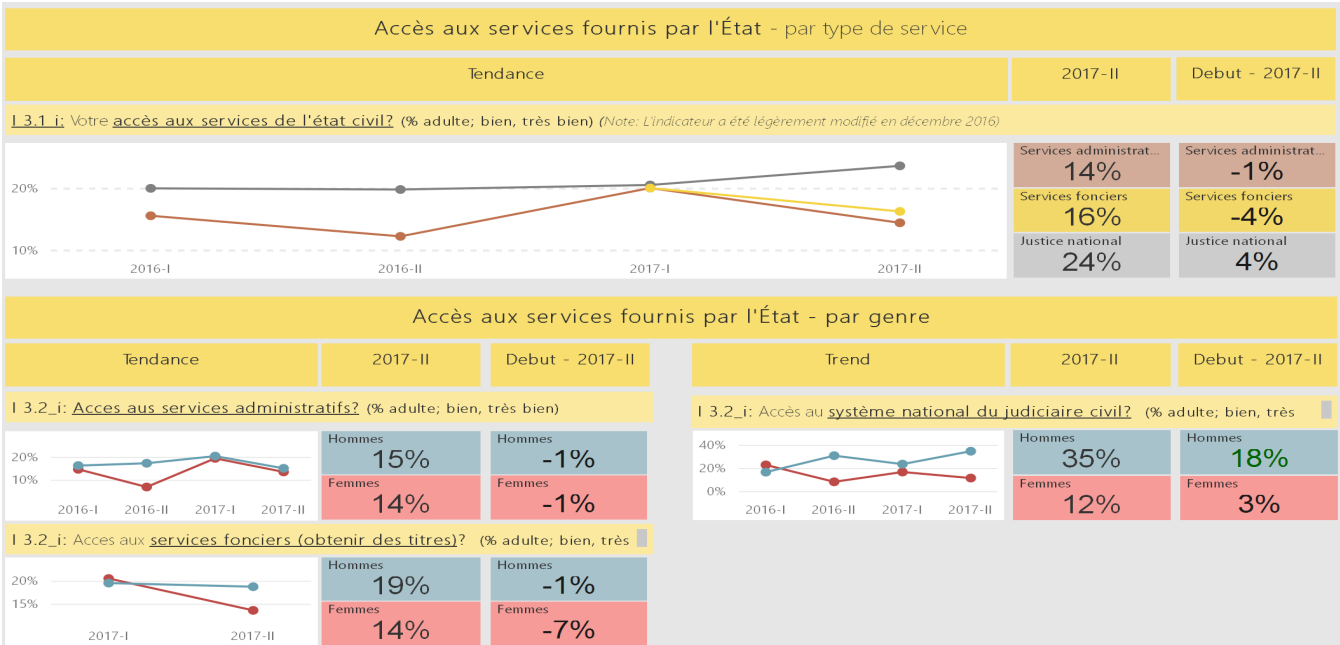 Accès aux services fournis par l'État - par type de service
Tendance
2017-II
Debut - 2017-II
I 3.1_i: Votre accès aux services de l'état civil? (% adulte; bien, très bien) (Note: L'indicateur a été légèrement modifié en décembre 2016)
20%
10%
2016-I
2016-II
2017-I
2017-II
Services administrat...
14%
Services fonciers
16%
Justice national
24%
Services administrat...
-1%
Services fonciers
-4%
Justice national
4%
Accès aux services fournis par l'État - par genre
Tendance
2017-II
Debut - 2017-II
I 3.2_i: Acces aus services administratifs? (% adulte; bien, très bien)
20%
10%
2016-I
2016-II
2017-I
2017-II
Hommes
15%
Femmes
14%
Hommes
-1%
Femmes
-1%
I 3.2_i: Acces aux services fonciers (obtenir des titres)? (% adulte; bien, très
20%
15%
2017-I
2017-II
Hommes
19%
Femmes
14%
Hommes
-1%
Femmes
-7%
Trend
2017-II
Debut - 2017-II
I 3.2_i: Accès au système national du judiciaire civil? (% adulte; bien, très
40%
20%
0%
2016-I
2016-II
2017-I
2017-II
Hommes
35%
Femmes
12%
Hommes
18%
Femmes
3%